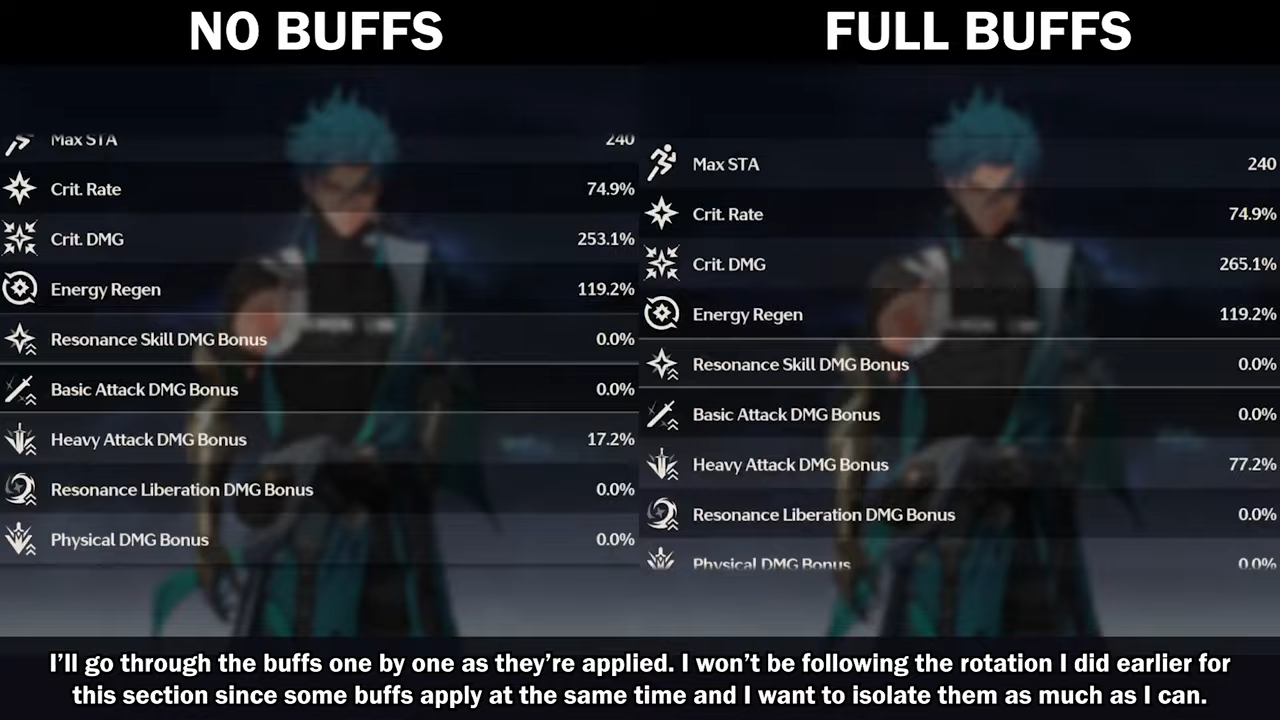 NO BUFFS
Max STA 240
Crit. Rate 74.9%
Crit. DMG 253.1%
Energy Regen 119.2%
Resonance Skill DMG Bonus 0.0%
Basic Attack DMG Bonus 0.0%
Heavy Attack DMG Bonus 17.2%
Resonance Liberation DMG Bonus 0.0%
Physical DMG Bonus 0.0%
FULL BUFFS
Max STA 240
Crit. Rate 74.9%
Crit. DMG 265.1%
Energy Regen 119.2%
Resonance Skill DMG Bonus 0.0%
Basic Attack DMG Bonus 0.0%
Heavy Attack DMG Bonus 77.2%
Resonance Liberation DMG Bonus 0.0%
Physical DMG Bonus 0.0%
I'll go through the buffs one by one as they're applied. I won't be following the rotation I did earlier for
this section since some buffs apply at the same time and I want to isolate them as much as I can.